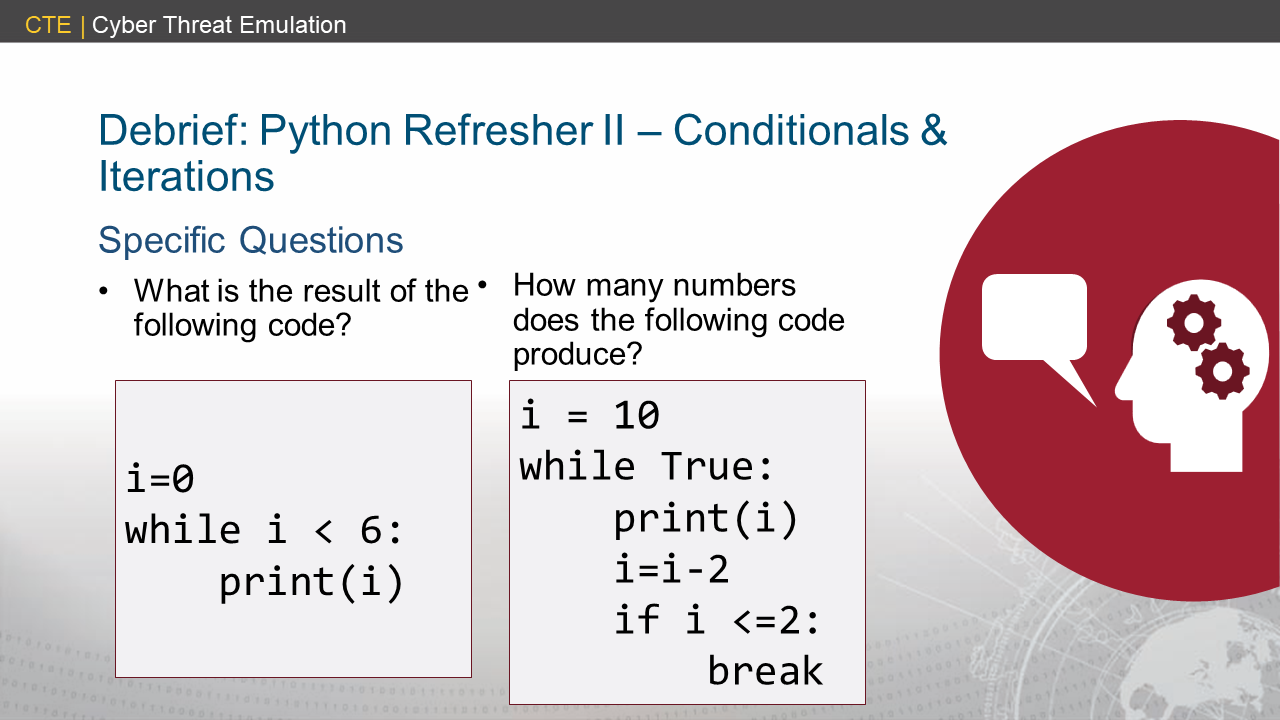 CTE | Cyber Threat Emulation
Debrief: Python Refresher II – Conditionals &
Iterations
Specific Questions
• What is the result of the
following code?
i=0
while i < 6:
    print(i)
• How many numbers
does the following code
produce?
i = 10
while True:
    print(i)
    i=i-2
    if i <=2:
        break